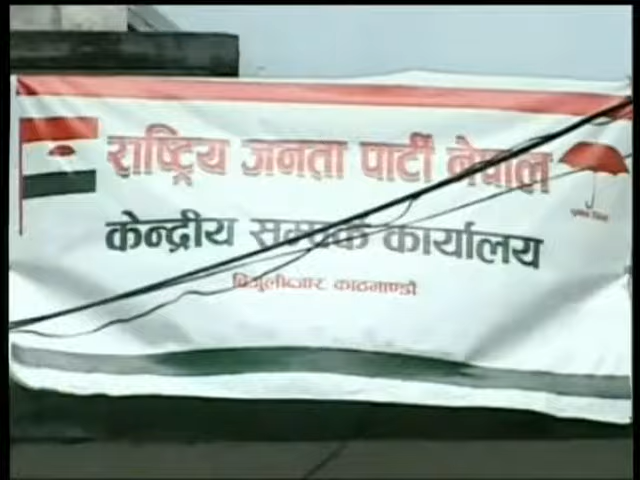 राष्ट्रिय जनता पार्टी नेपाल
केन्द्रीय सम्पर्क कार्यालय
काठमाण्डौ